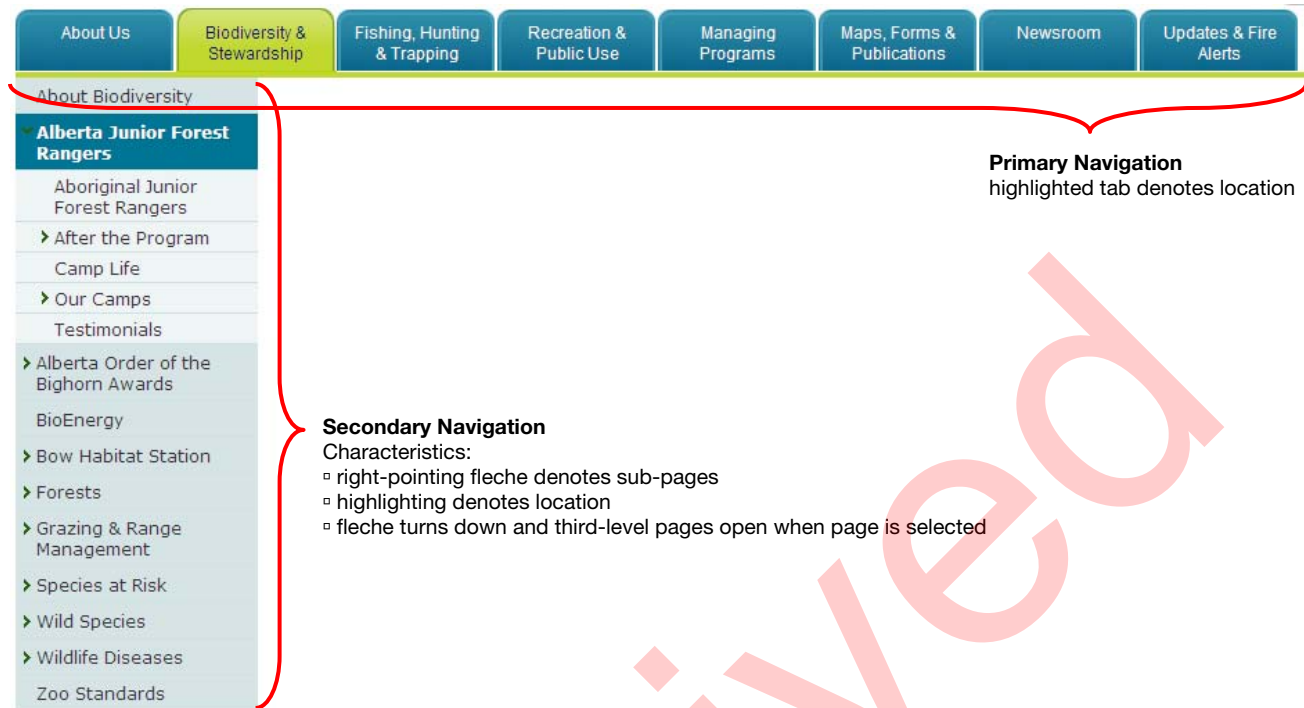 About Us
Biodiversity &
Stewardship
Fishing, Hunting
& Trapping
Recreation &
Public Use
Managing
Programs
Maps, Forms &
Publications
Newsroom
Updates & Fire
Alerts
About Biodiversity
Alberta Junior Forest
Rangers
Aboriginal Junior
Forest Rangers
After the Program
Camp Life
Our Camps
Testimonials
Alberta Order of the
Bighorn Awards
BioEnergy
Bow Habitat Station
Forests
Grazing & Range
Management
Species at Risk
Wild Species
Wildlife Diseases
Zoo Standards
Primary Navigation
highlighted tab denotes location
Secondary Navigation
Characteristics:
▫ right-pointing fleche denotes sub-pages
▫ highlighting denotes location
▫ fleche turns down and third-level pages open when page is selected